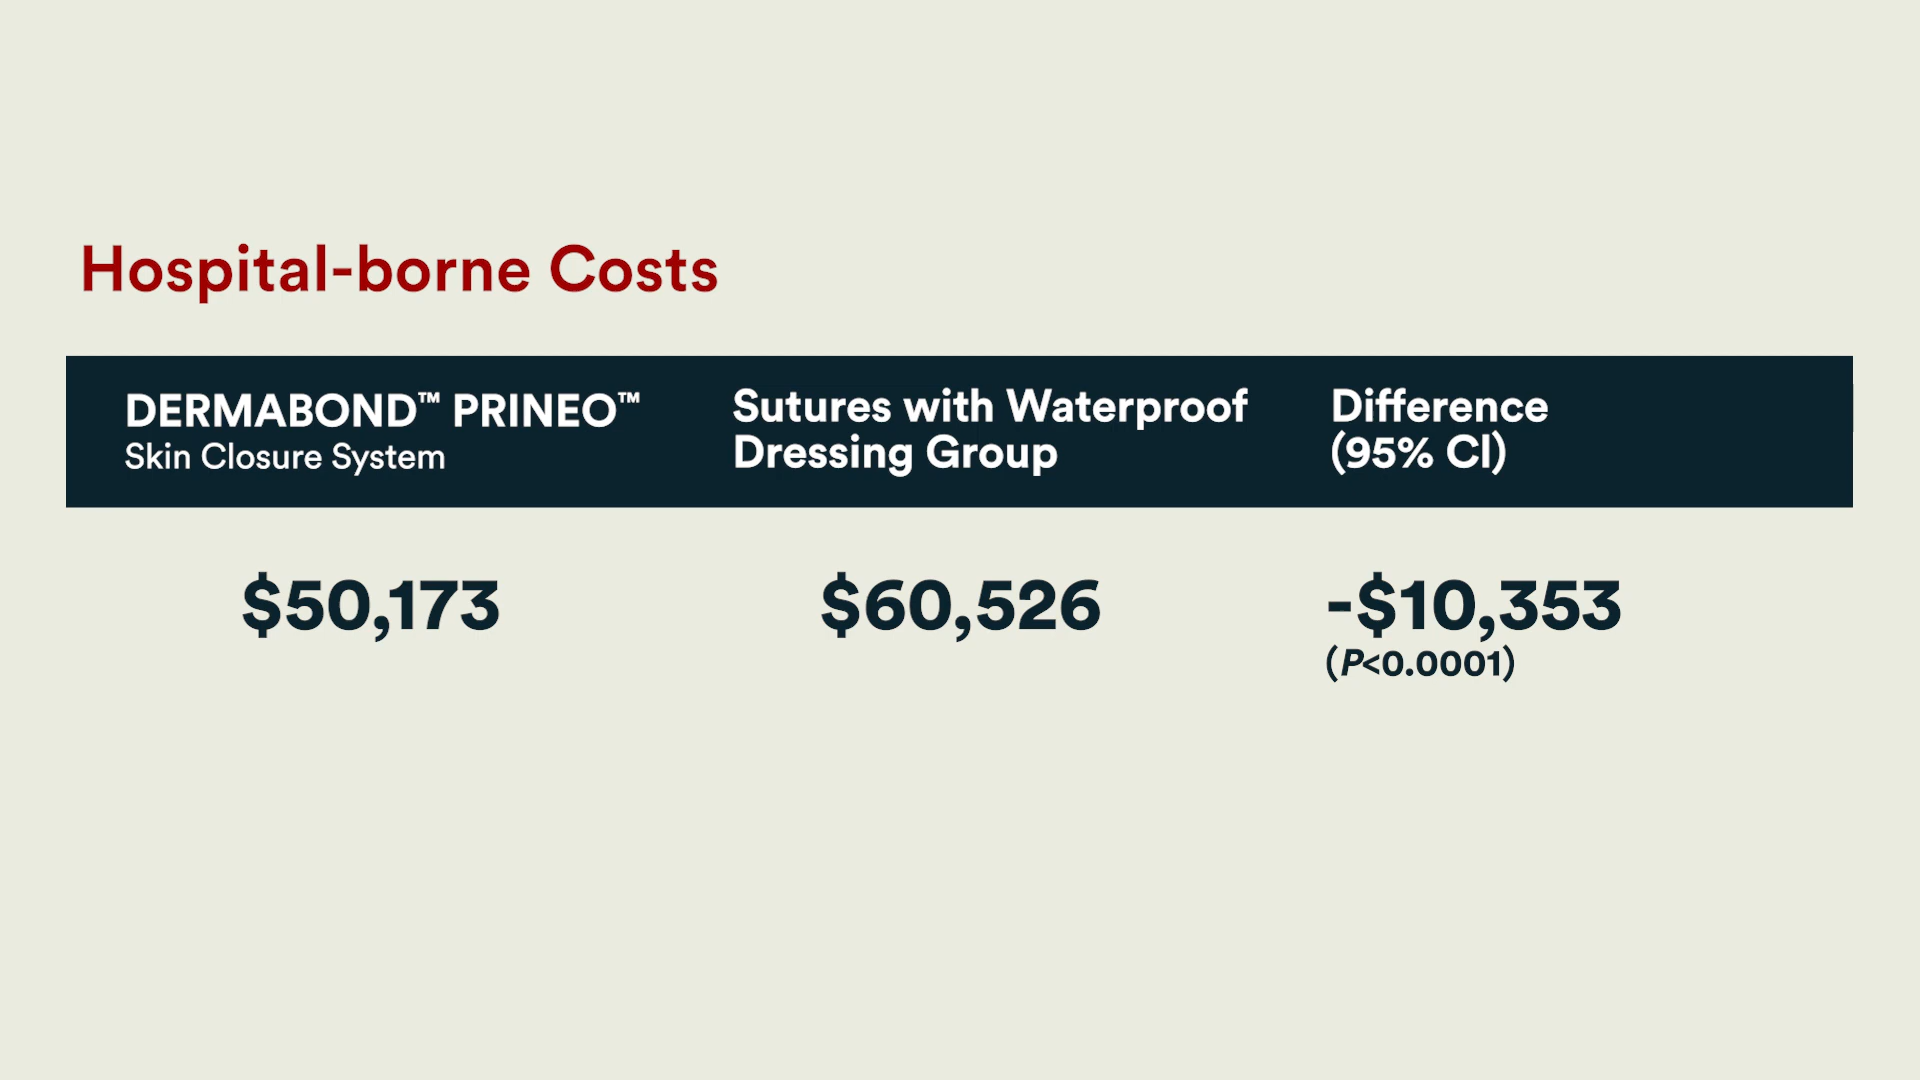 Hospital-borne Costs
DERMABOND™ PRINEO™
Skin Closure System
Sutures with Waterproof
Dressing Group
Difference
(95% CI)
$50,173
$60,526
-$10,353
(P<0.0001)